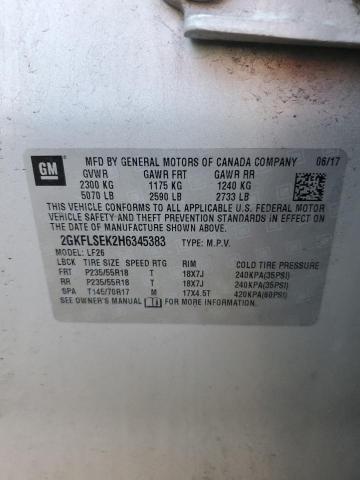 GM
MFD BY GENERAL MOTORS OF CANADA COMPANY 06/17
GVWR GAWR FRT GAWR RR
2300 KG 1175 KG 1240 KG
5070 LB 2590 LB 2733 LB
THIS VEHICLE CONFORMS TO ALL APPLICABLE U.S. FEDERAL
MOTOR VEHICLE SAFETY AND THEFT PREVENTION
STANDARDS IN EFFECT ON
THE DATE OF MANUFACTURE SHOWN ABOVE.
2GKFLSEK2H6345383 TYPE: M.P.V.
MODEL: LF26
LBCK TIRE SIZE SPEED RTG RIM COLD TIRE PRESSURE
FRT P235/55R18 T 18X7J 240KPA(35PSI)
RR P235/55R18 T 18X7J 240KPA(35PSI)
SPA T145/70R17 M 17X4.5T 420KPA(60PSI)
SEE OWNER'S MANUAL FOR MORE INFORMATION.